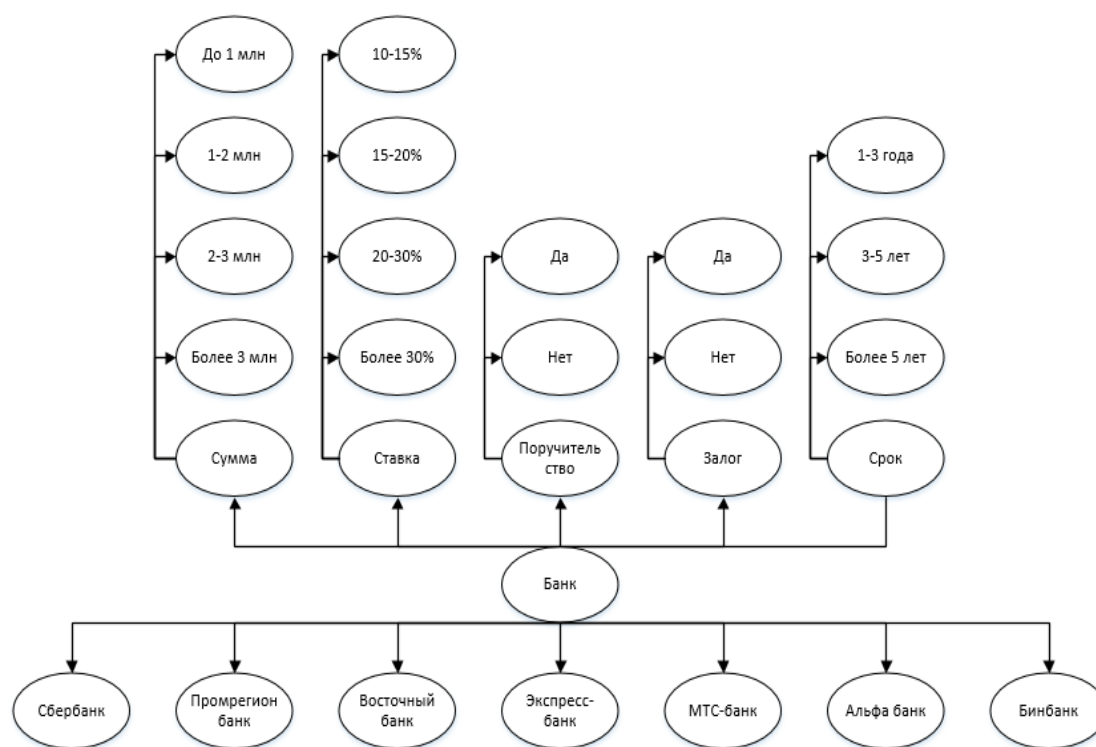 До 1 млн
10-15%
1-2 млн
15-20%
1-3 года
2-3 млн
20-30%
Да
Да
3-5 лет
Более 3 млн
Более 30%
Нет
Нет
Более 5 лет
Сумма
Ставка
Поручитель
ство
Залог
Срок
Банк
Сбербанк
Промрегион
банк
Восточный
банк
Экспресс-
банк
МТС-банк
Альфа банк
Бинбанк